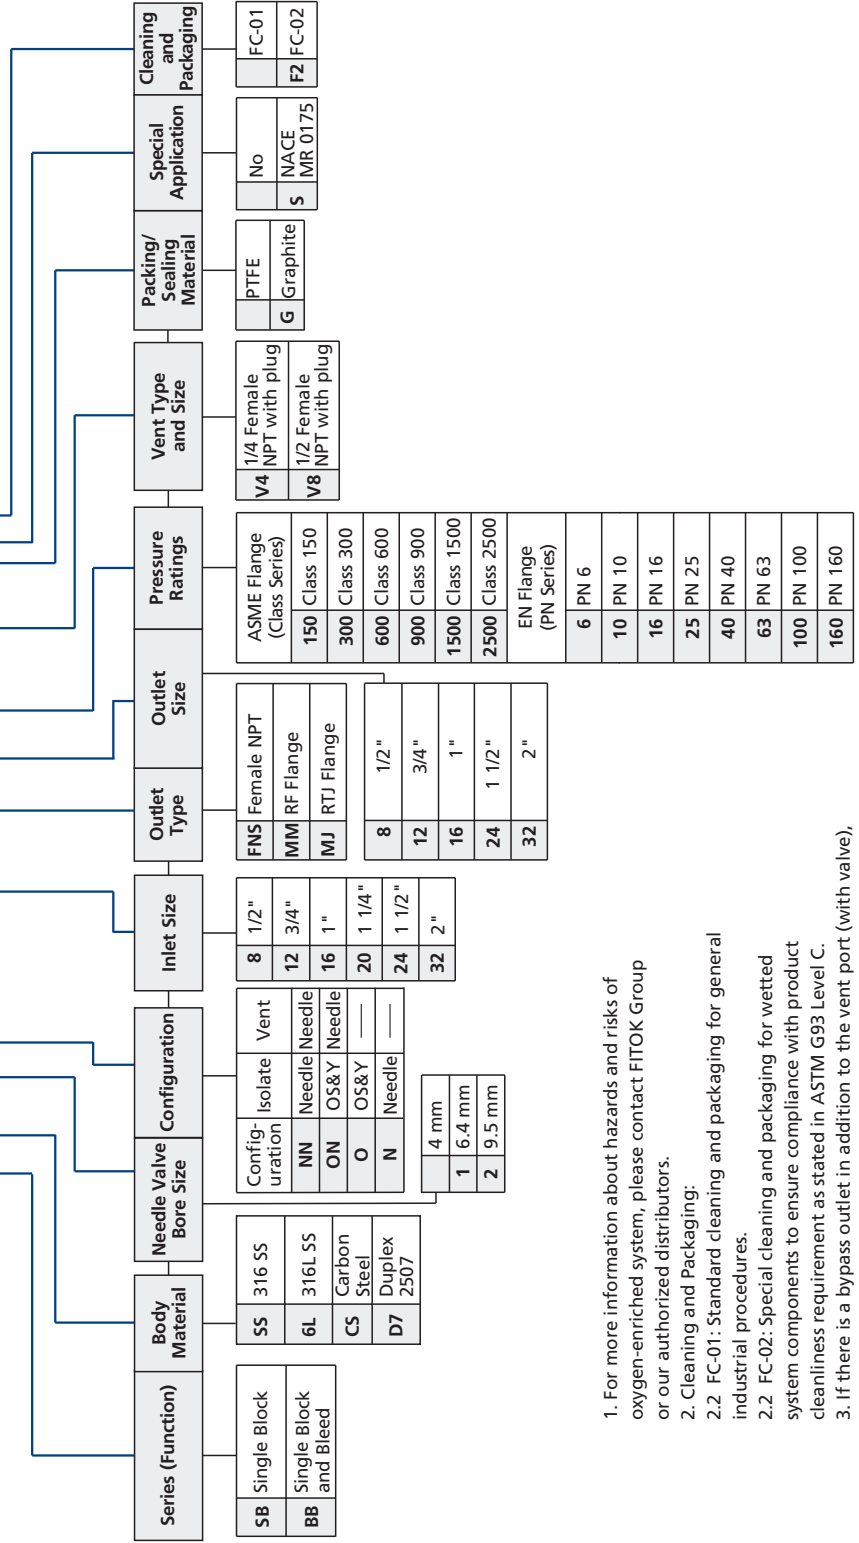 Series (Function)
SB Single Block
BB Single Block
and Bleed
Body
Material
SS 316 SS
6L 316L SS
CS Carbon
Steel
D7 Duplex
2507
Needle Valve
Bore Size
4 mm
1 6.4 mm
2 9.5 mm
Configuration
Config-
uration Isolate Vent
NN Needle Needle
ON OS&Y Needle
O OS&Y —
N Needle —
Inlet Size
8 1/2"
12 3/4"
16 1"
20 1 1/4"
24 1 1/2"
32 2"
Outlet
Type
FNS Female NPT
MM RF Flange
MJ RTJ Flange
Outlet
Size
8 1/2"
12 3/4"
16 1"
24 1 1/2"
32 2"
Pressure
Ratings
ASME Flange
(Class Series)
150 Class 150
300 Class 300
600 Class 600
900 Class 900
1500 Class 1500
2500 Class 2500
EN Flange
(PN Series)
6 PN 6
10 PN 10
16 PN 16
25 PN 25
40 PN 40
63 PN 63
100 PN 100
160 PN 160
Vent Type
and Size
V4 1/4 Female
NPT with plug
V8 1/2 Female
NPT with plug
Packing/
Sealing
Material
PTFE
G Graphite
Special
Application
No
S NACE
MR 0175
Cleaning
and
Packaging
FC-01
F2 FC-02
1. For more information about hazards and risks of
oxygen-enriched system, please contact FITOK Group
or our authorized distributors.
2. Cleaning and Packaging:
2.2 FC-01: Standard cleaning and packaging for general
industrial procedures.
2.2 FC-02: Special cleaning and packaging for wetted
system components to ensure compliance with product
cleanliness requirement as stated in ASTM G93 Level C.
3. If there is a bypass outlet in addition to the vent port (with valve),